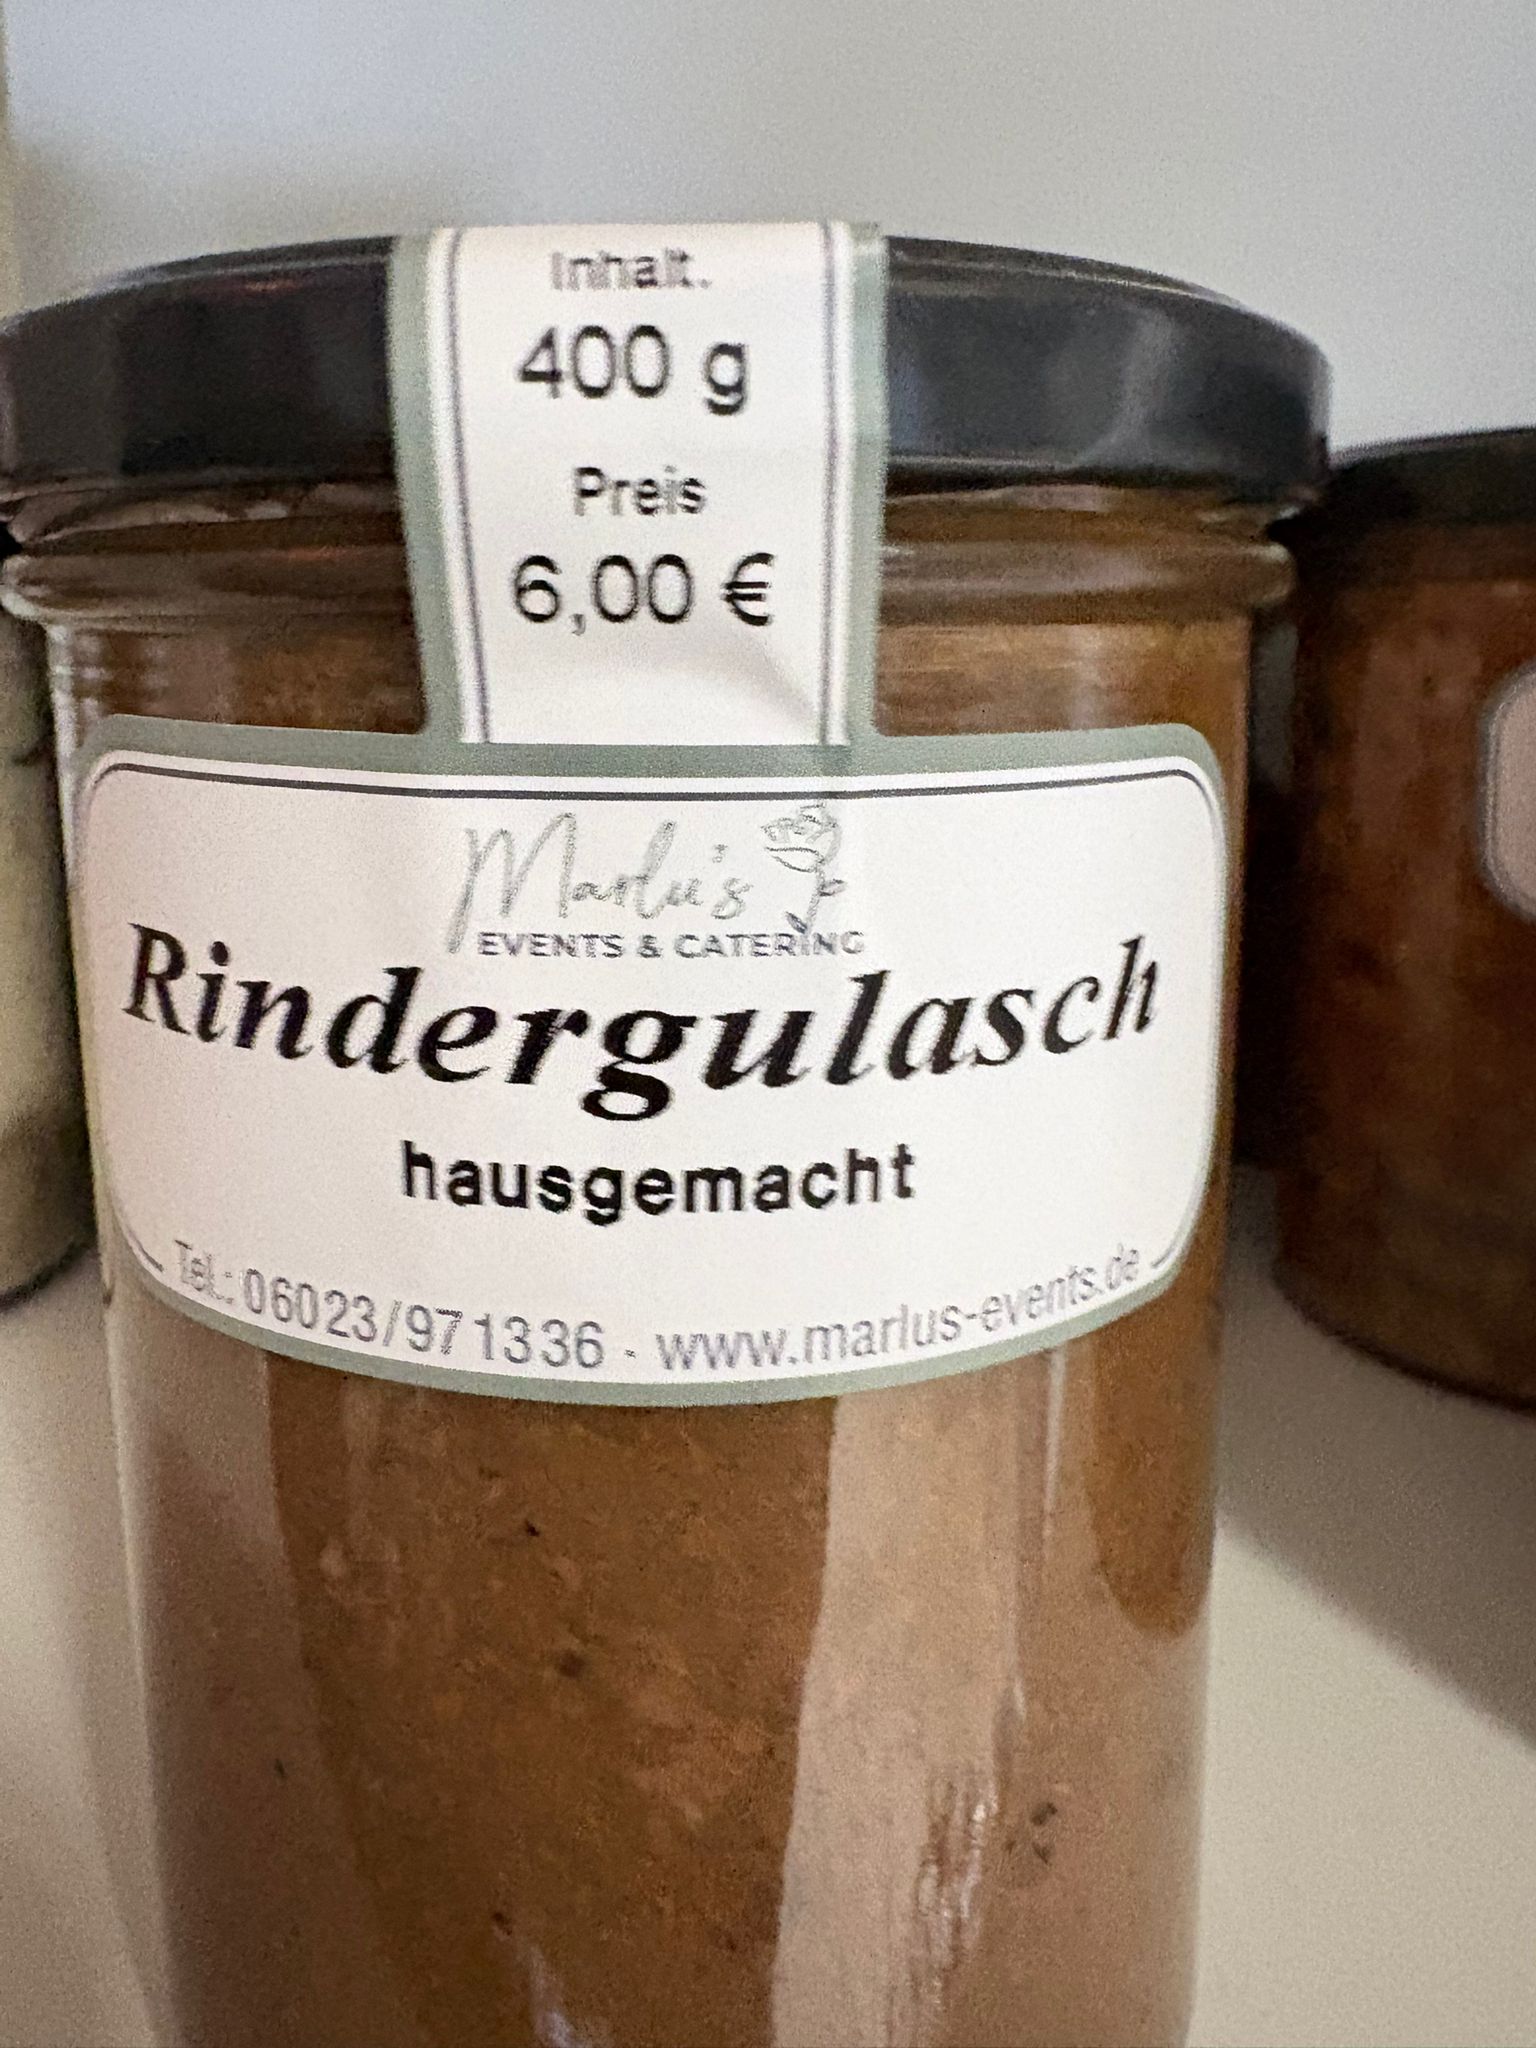 Inhalt.
400 g
Preis
6,00 €
Marlu's
EVENTS & CATERING
Rindergulasch
hausgemacht
Tel.: 06023/971336 · www.marlus-events.de